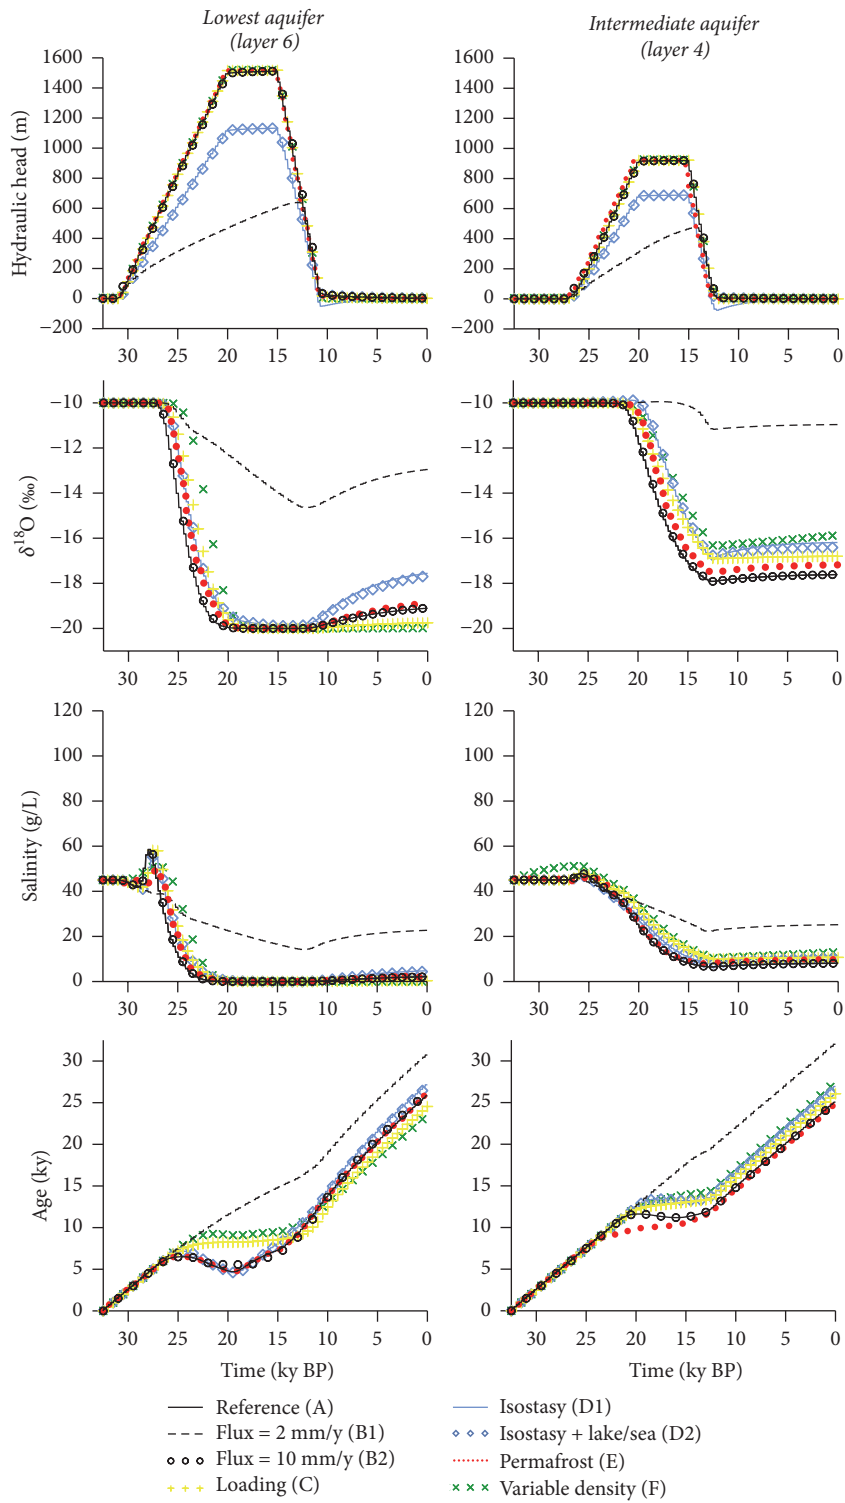 Lowest aquifer
(layer 6)
Intermediate aquifer
(layer 4)
Hydraulic head (m)
1600
1400
1200
1000
800
600
400
200
0
−200
30 25 20 15 10 5 0
1600
1400
1200
1000
800
600
400
200
0
−200
30 25 20 15 10 5 0
δ18O (‰)
−10
−12
−14
−16
−18
−20
30 25 20 15 10 5 0
−10
−12
−14
−16
−18
−20
30 25 20 15 10 5 0
Salinity (g/L)
120
100
80
60
40
20
0
30 25 20 15 10 5 0
120
100
80
60
40
20
0
30 25 20 15 10 5 0
Age (ky)
30
25
20
15
10
5
0
30 25 20 15 10 5 0
Time (ky BP)
30
25
20
15
10
5
0
30 25 20 15 10 5 0
Time (ky BP)
Reference (A)
Flux = 2 mm/y (B1)
Flux = 10 mm/y (B2)
Loading (C)
Isostasy (D1)
Isostasy + lake/sea (D2)
Permafrost (E)
Variable density (F)